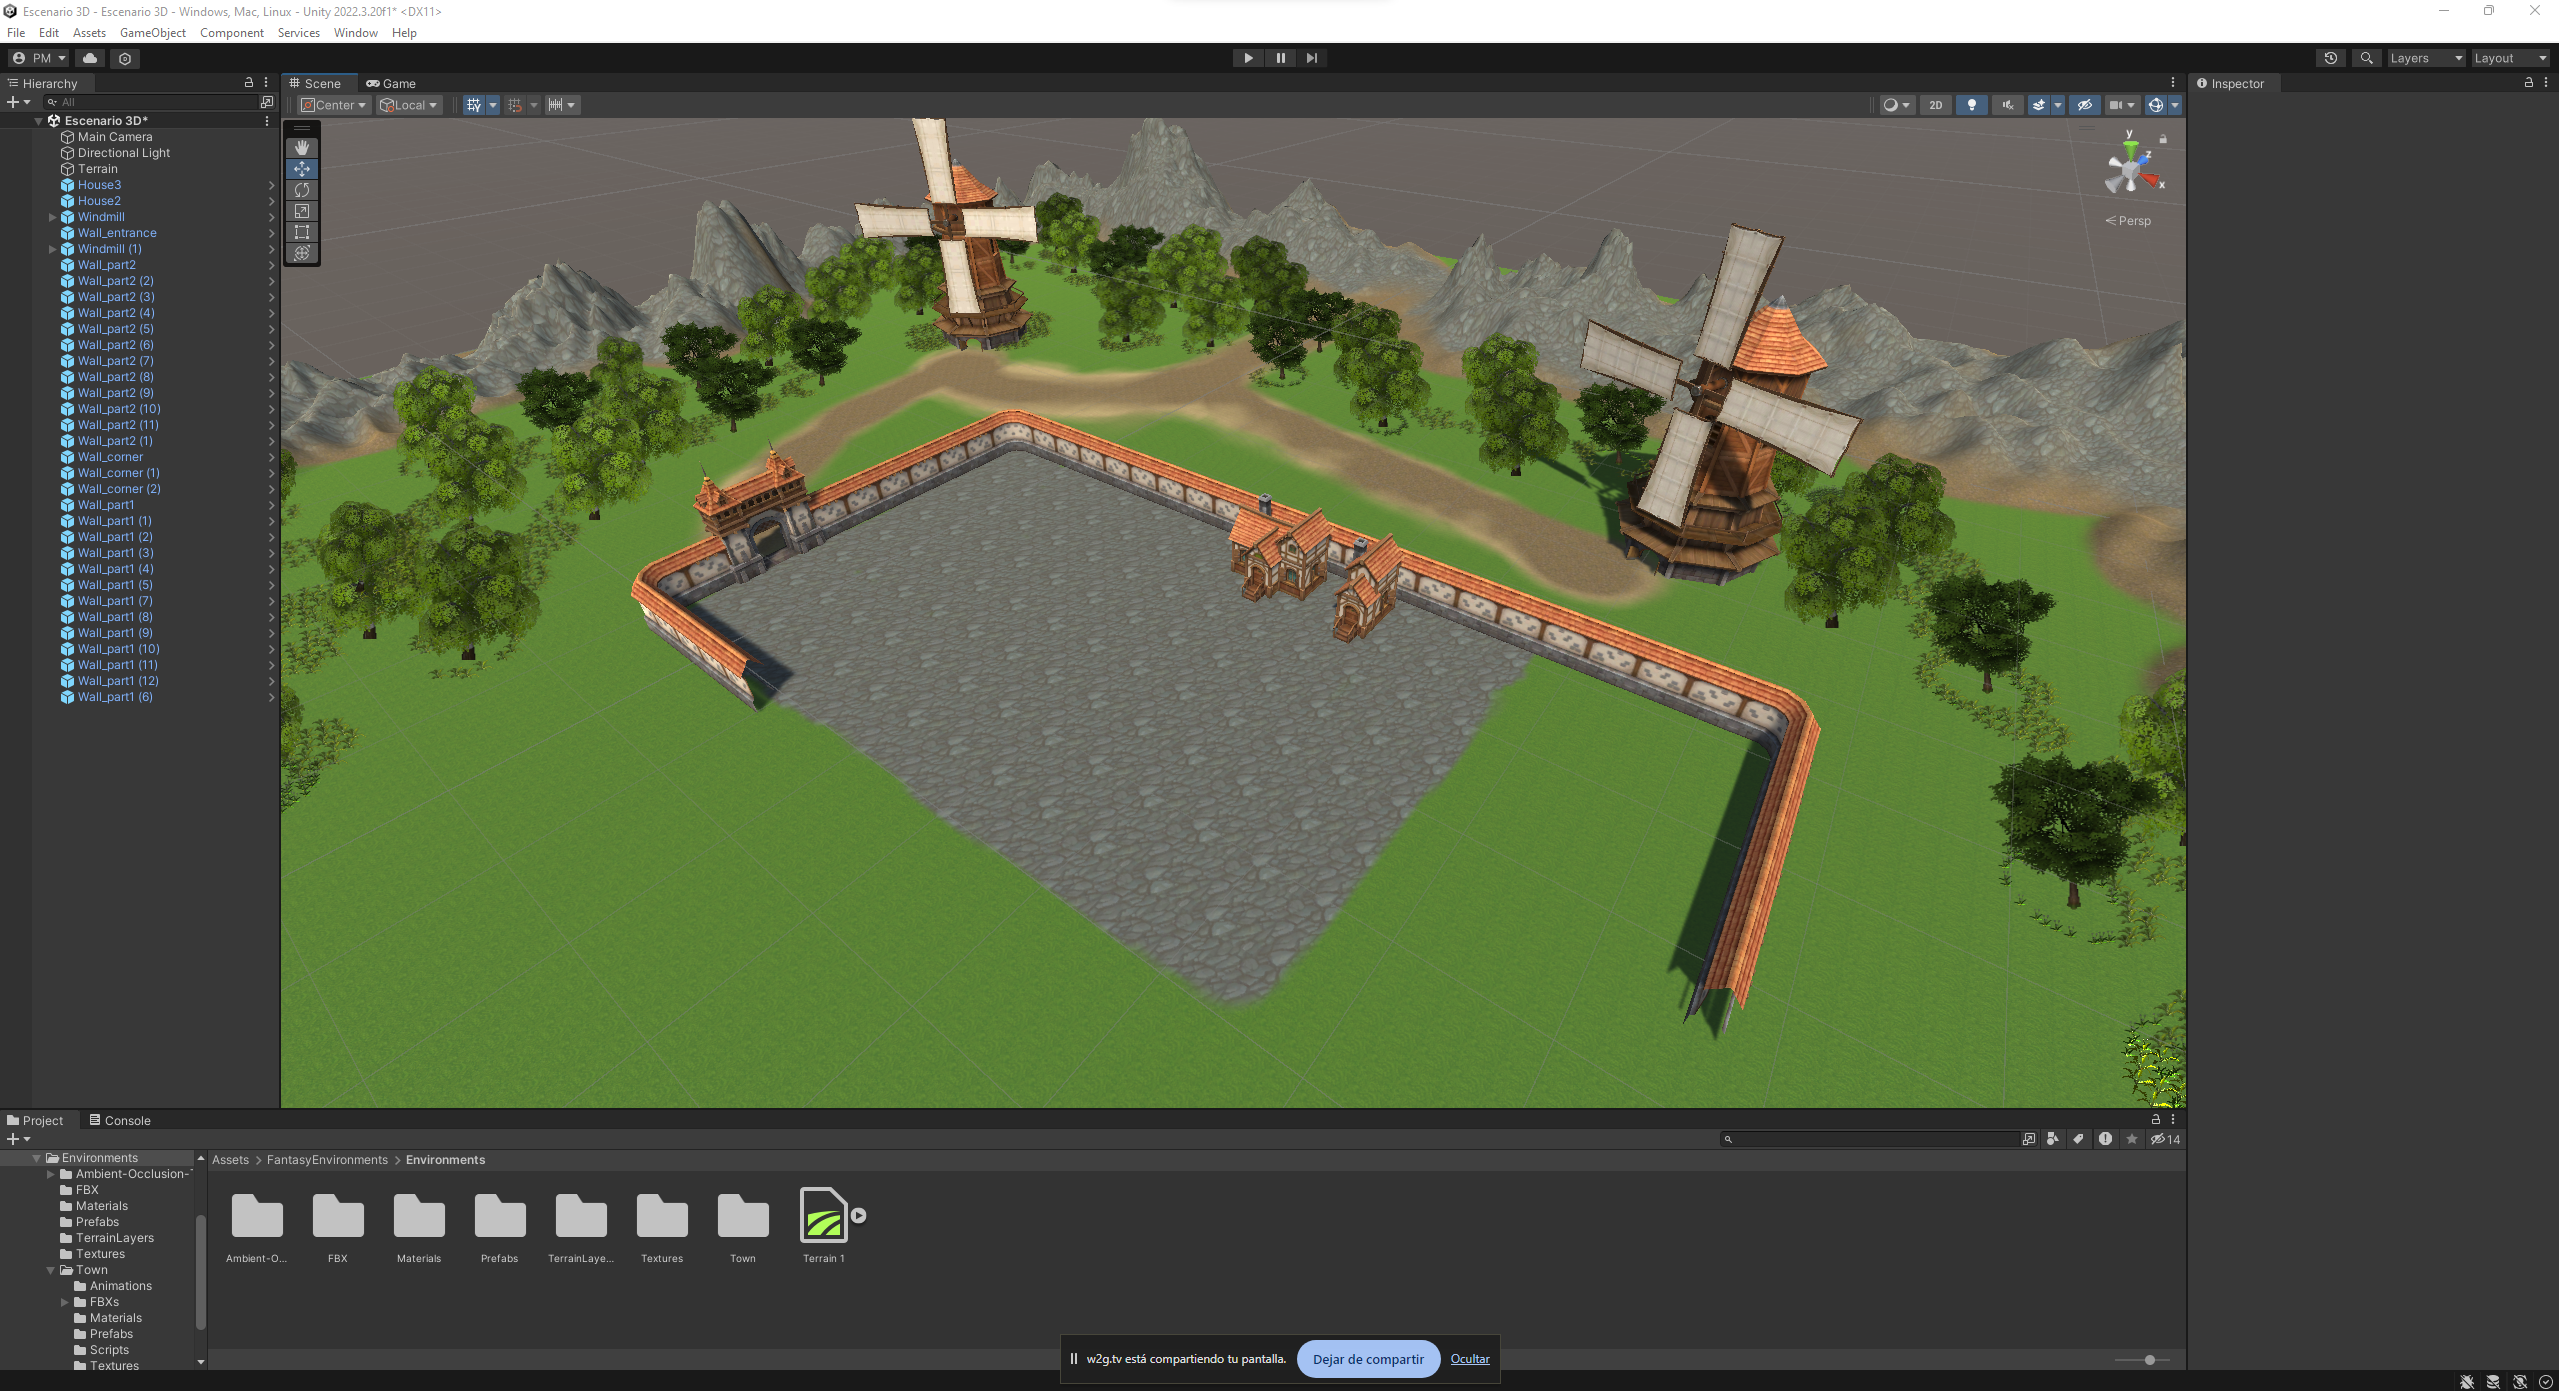 Escenario 3D - Escenario 3D - Windows, Mac, Linux - Unity 2022.3.20f1* <DX11>
File Edit Assets GameObject Component Services Window Help
PM
Layers Layout
Hierarchy
All
Escenario 3D*
Main Camera
Directional Light
Terrain
House3
House2
Windmill
Wall_entrance
Windmill (1)
Wall_part2
Wall_part2 (2)
Wall_part2 (3)
Wall_part2 (4)
Wall_part2 (5)
Wall_part2 (6)
Wall_part2 (7)
Wall_part2 (8)
Wall_part2 (9)
Wall_part2 (10)
Wall_part2 (11)
Wall_part2 (1)
Wall_corner
Wall_corner (1)
Wall_corner (2)
Wall_part1
Wall_part1 (1)
Wall_part1 (2)
Wall_part1 (3)
Wall_part1 (4)
Wall_part1 (5)
Wall_part1 (7)
Wall_part1 (8)
Wall_part1 (9)
Wall_part1 (10)
Wall_part1 (11)
Wall_part1 (12)
Wall_part1 (6)
Scene Game
Center Local
2D
y
z
x
Persp
Inspector
Project Console
14
Environments
Ambient-Occlusion-
FBX
Materials
Prefabs
TerrainLayers
Textures
Town
Animations
FBXs
Materials
Prefabs
Scripts
Textures
Assets > FantasyEnvironments > Environments
Ambient-O... FBX Materials Prefabs TerrainLaye... Textures Town Terrain 1
w2g.tv está compartiendo tu pantalla. Dejar de compartir Ocultar